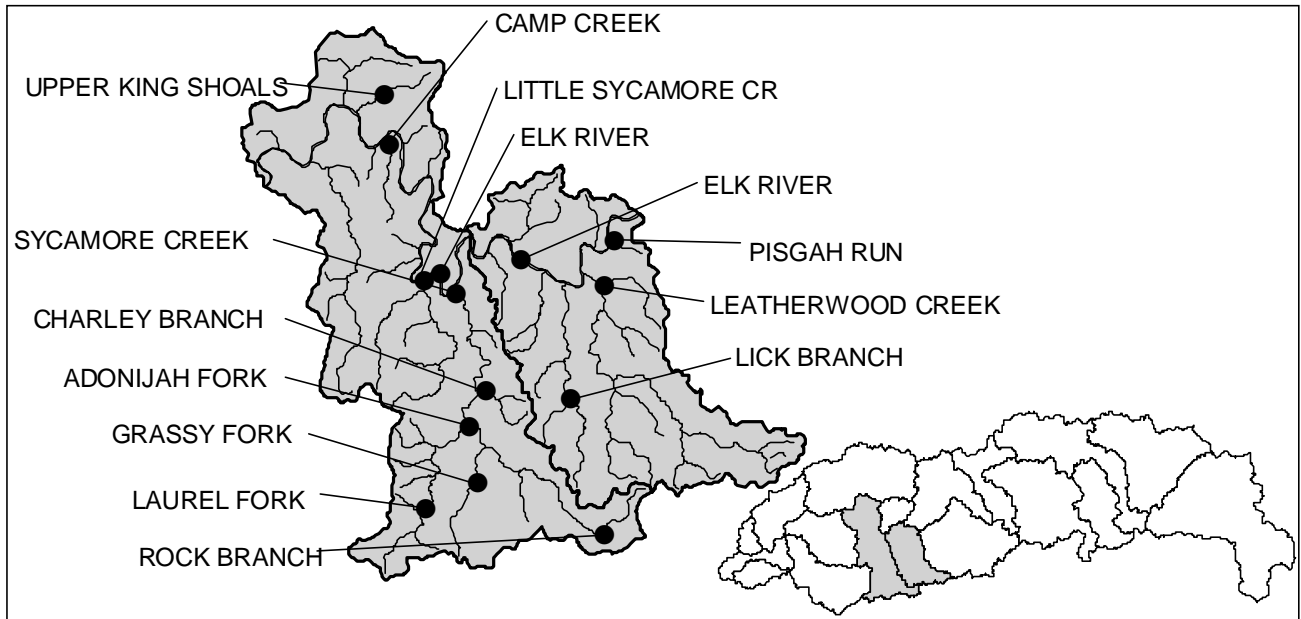 CAMP CREEK
UPPER KING SHOALS
LITTLE SYCAMORE CR
ELK RIVER
ELK RIVER
SYCAMORE CREEK
PISGAH RUN
LEATHERWOOD CREEK
CHARLEY BRANCH
LICK BRANCH
ADONIJAH FORK
GRASSY FORK
LAUREL FORK
ROCK BRANCH